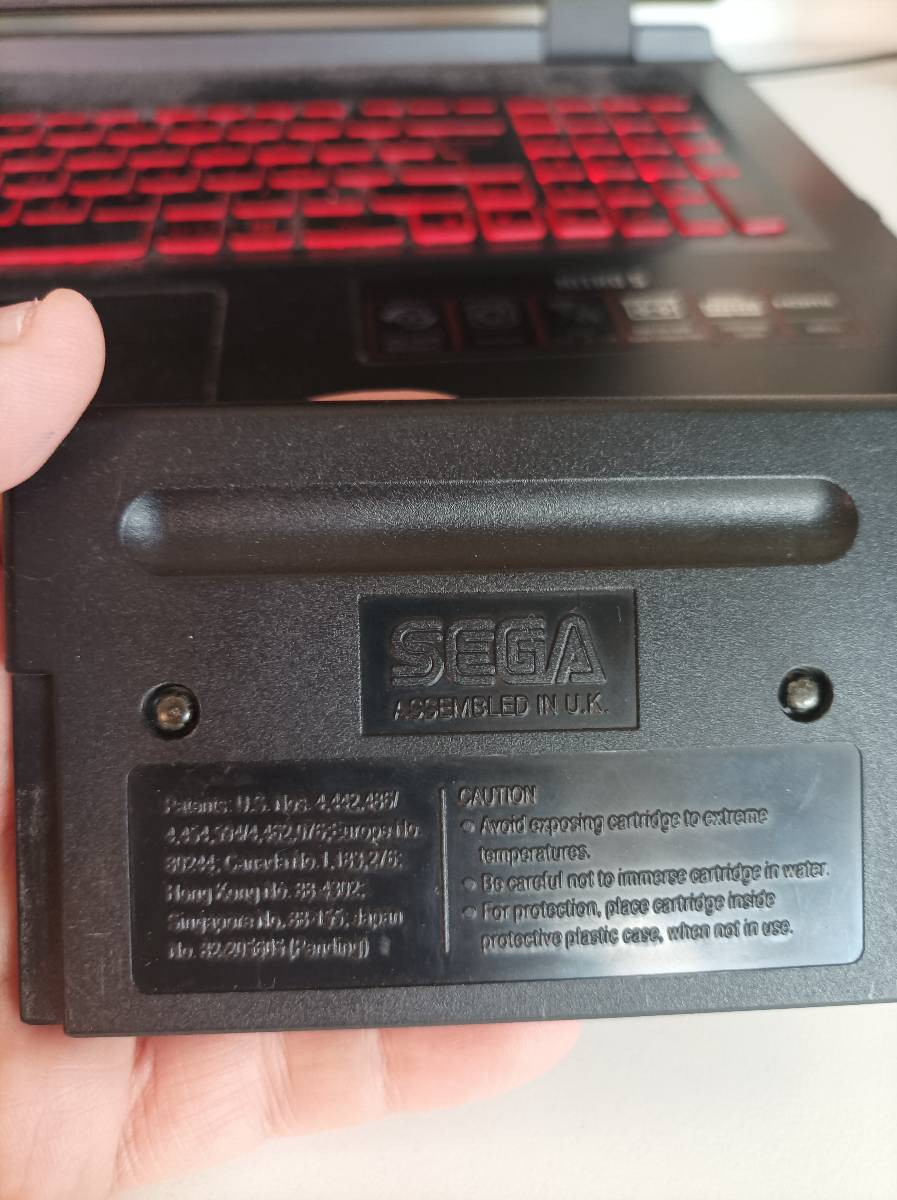 NITRO 5
SEGA
ASSEMBLED IN U.K.
Patents: U.S. Nos. 4,442,486/
4,454,594/4,462,076; Europe No.
80244; Canada No. 1,183,276;
Hong Kong No. 88-4302;
Singapore No. 88-155; Japan
No. (Pending)
CAUTION
• Avoid exposing cartridge to extreme
temperatures.
• Be careful not to immerse cartridge in water.
• For protection, place cartridge inside
protective plastic case, when not in use.